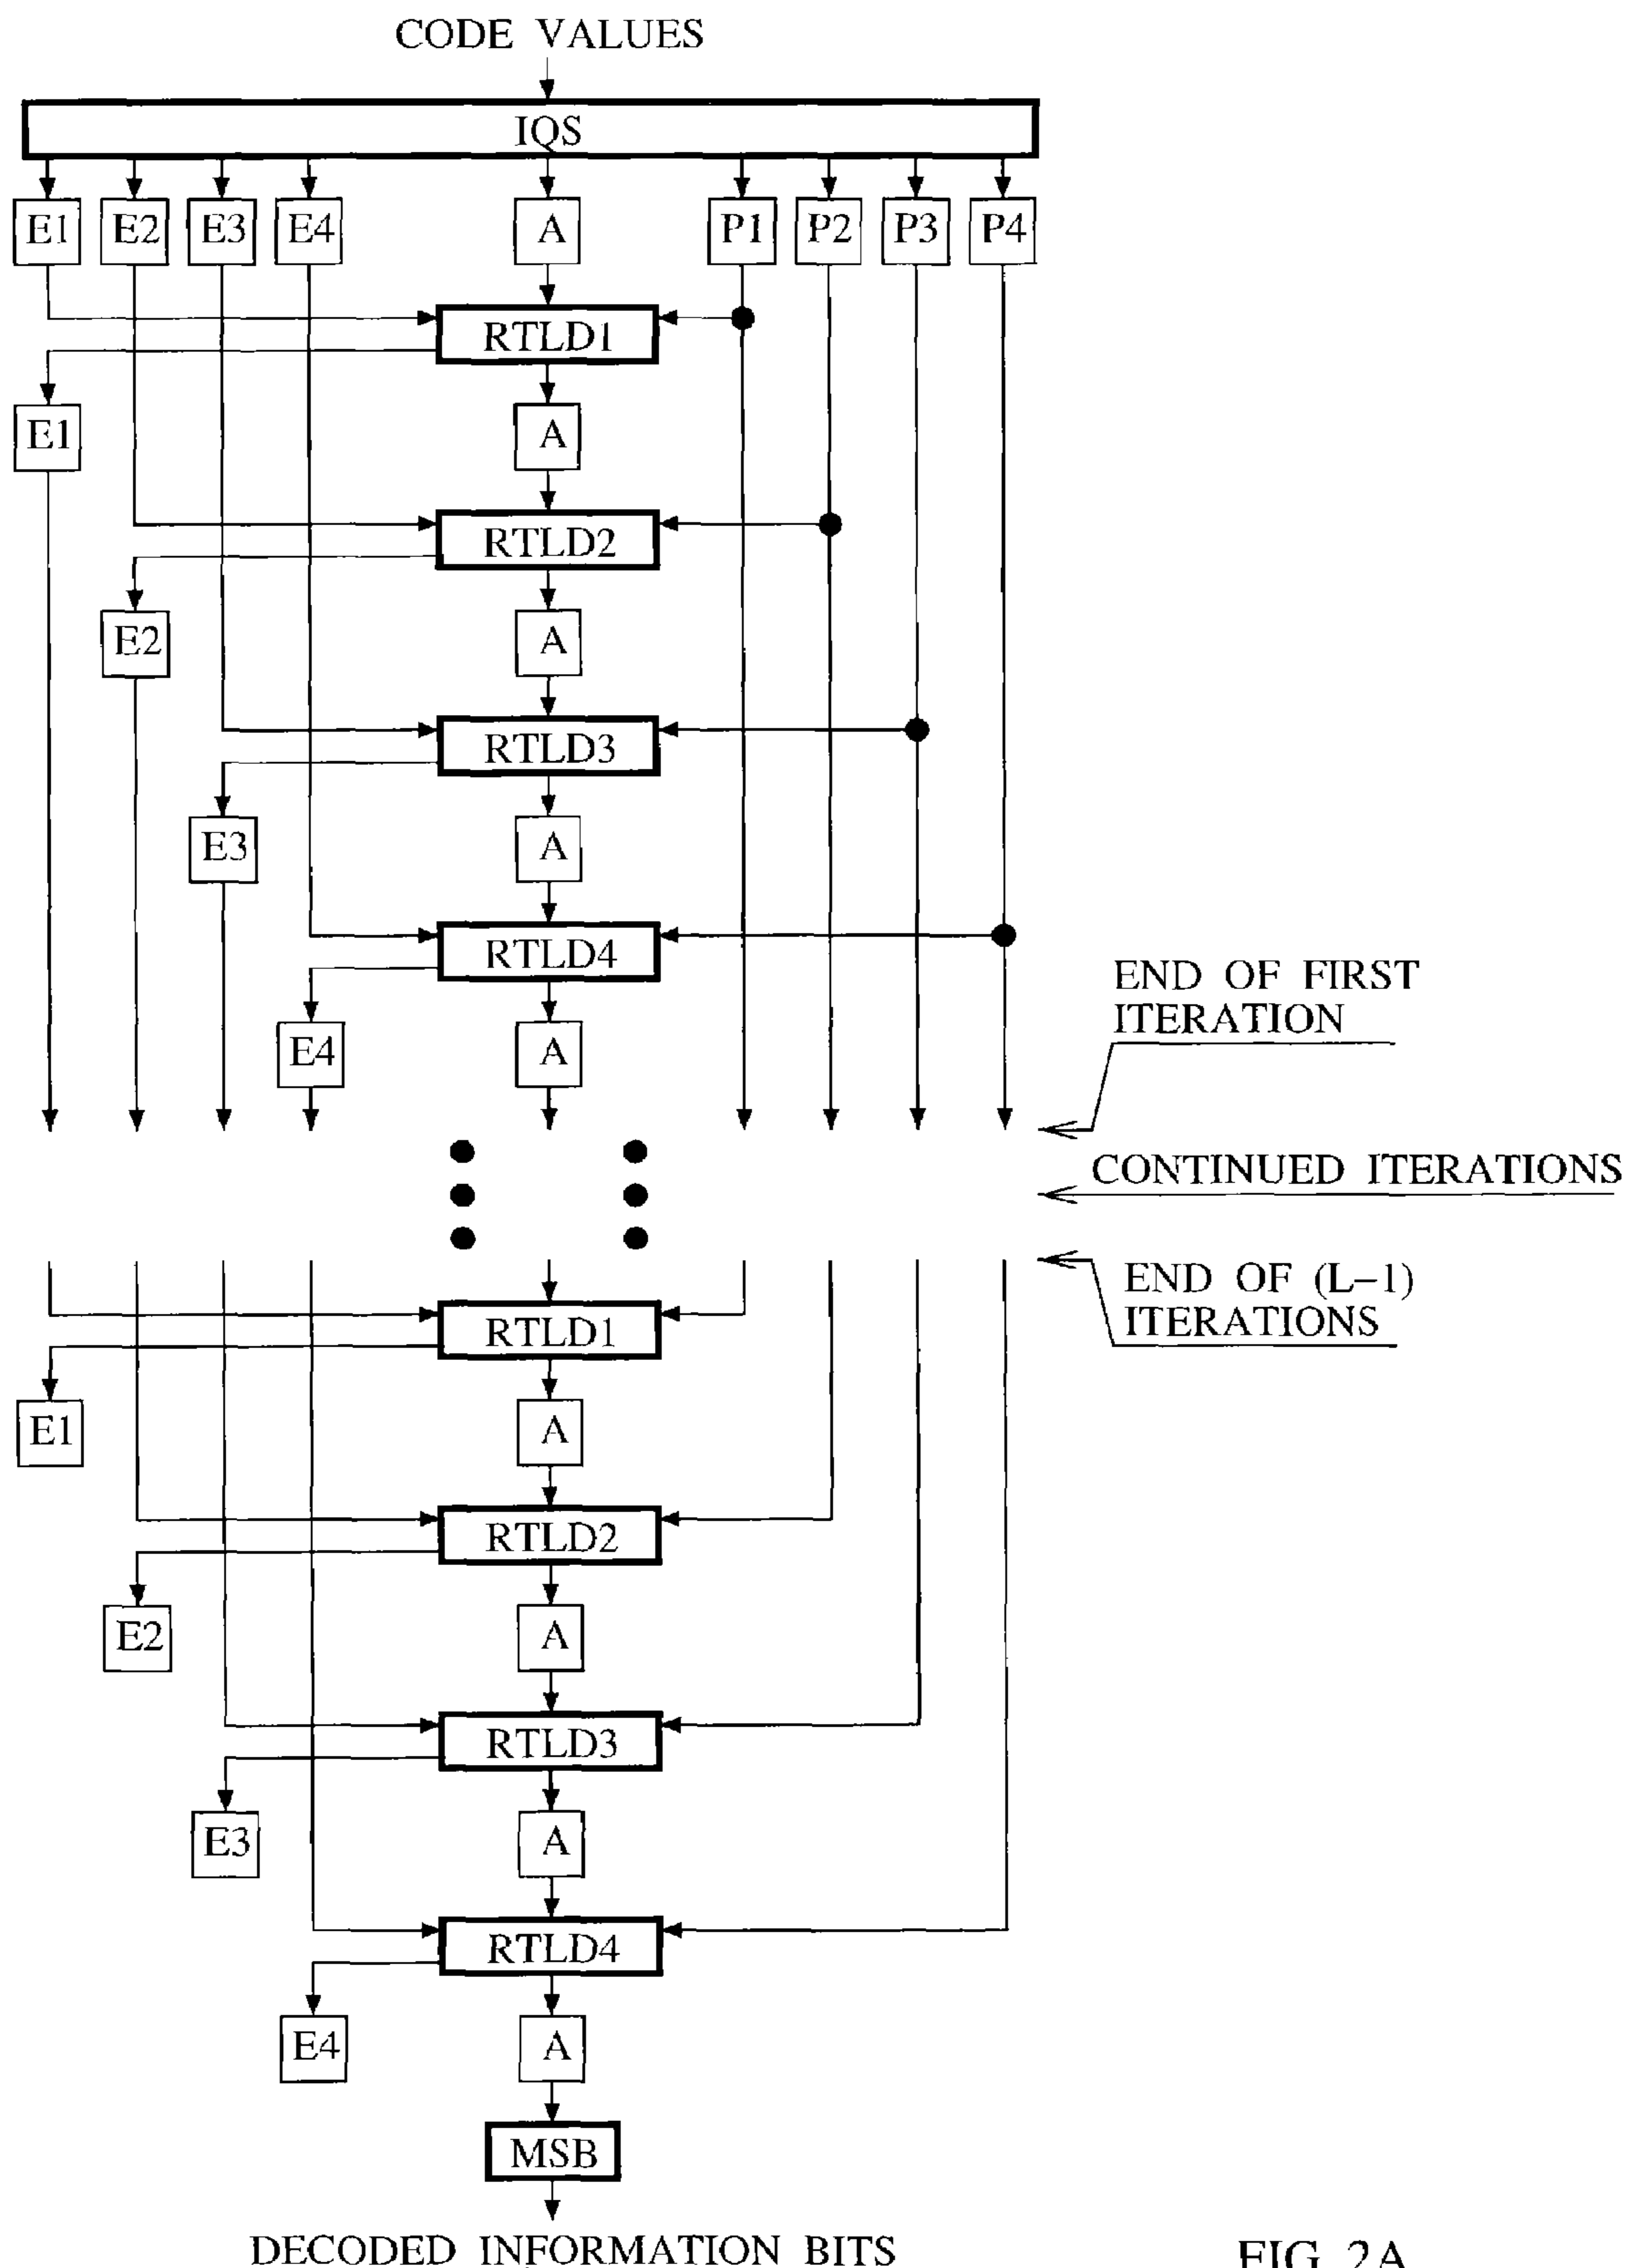 CODE VALUES
IQS
E1 E2 E3 E4 A P1 P2 P3 P4
RTLD1
E1 A
RTLD2
E2 A
RTLD3
E3 A
RTLD4
END OF FIRST
ITERATION
E4 A
CONTINUED ITERATIONS
END OF (L-1)
ITERATIONS
RTLD1
E1 A
RTLD2
E2 A
RTLD3
E3 A
RTLD4
E4 A
MSB
DECODED INFORMATION BITS
FIG. 2A